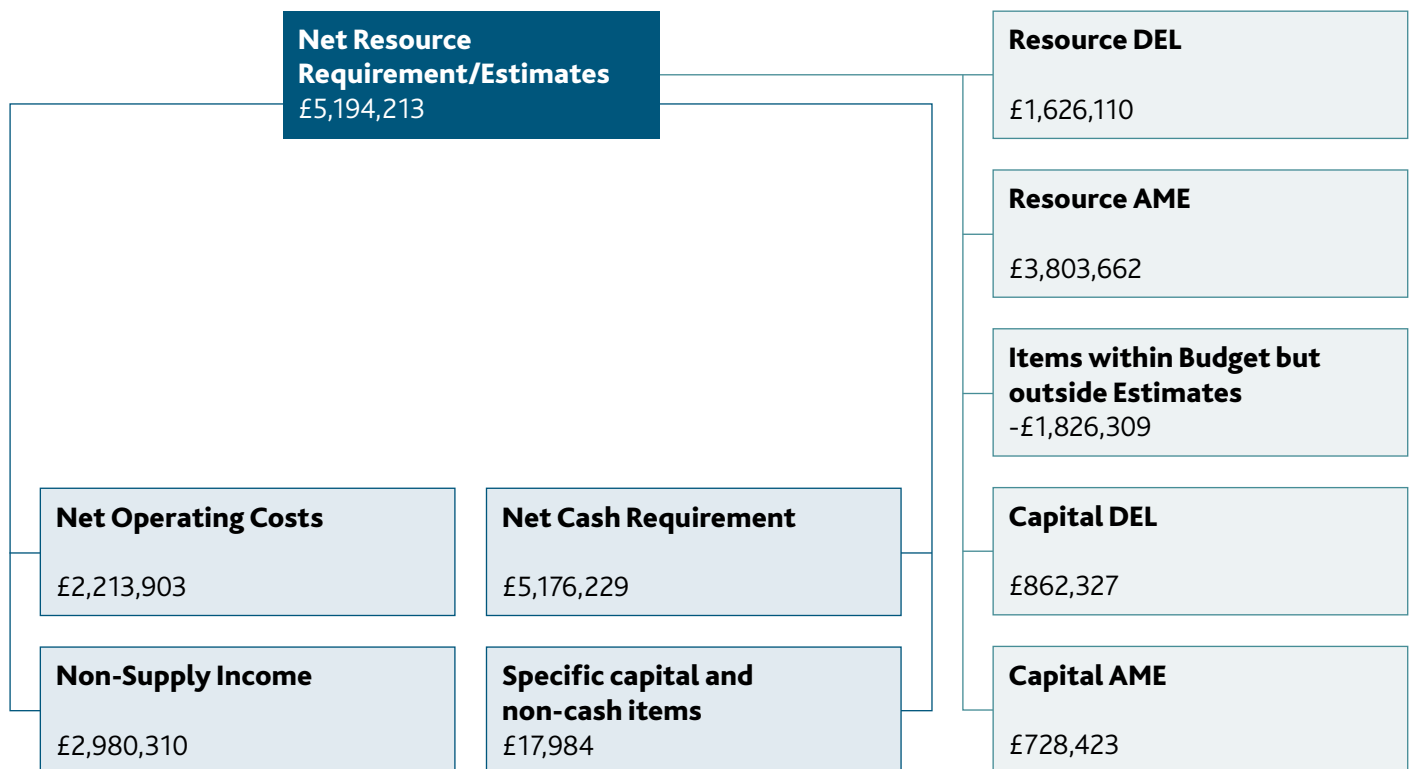 Net Resource
Requirement/Estimates
£5,194,213
Resource DEL
£1,626,110
Resource AME
£3,803,662
Items within Budget but
outside Estimates
-£1,826,309
Net Operating Costs
£2,213,903
Net Cash Requirement
£5,176,229
Capital DEL
£862,327
Non-Supply Income
£2,980,310
Specific capital and
non-cash items
£17,984
Capital AME
£728,423